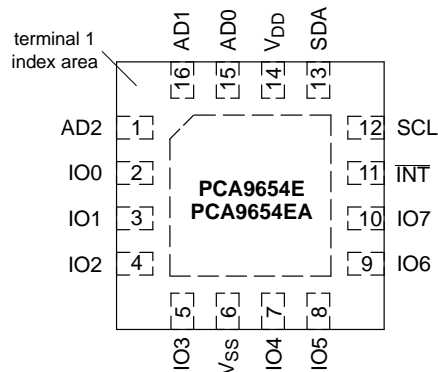 terminal 1
index area
AD1
AD0
VDD
SDA
16
15
14
13
AD2 1
12 SCL
IO0 2
11 I̅N̅T̅
IO1 3
10 IO7
IO2 4
9 IO6
PCA9654E
PCA9654EA
5
6
7
8
IO3
VSS
IO4
IO5